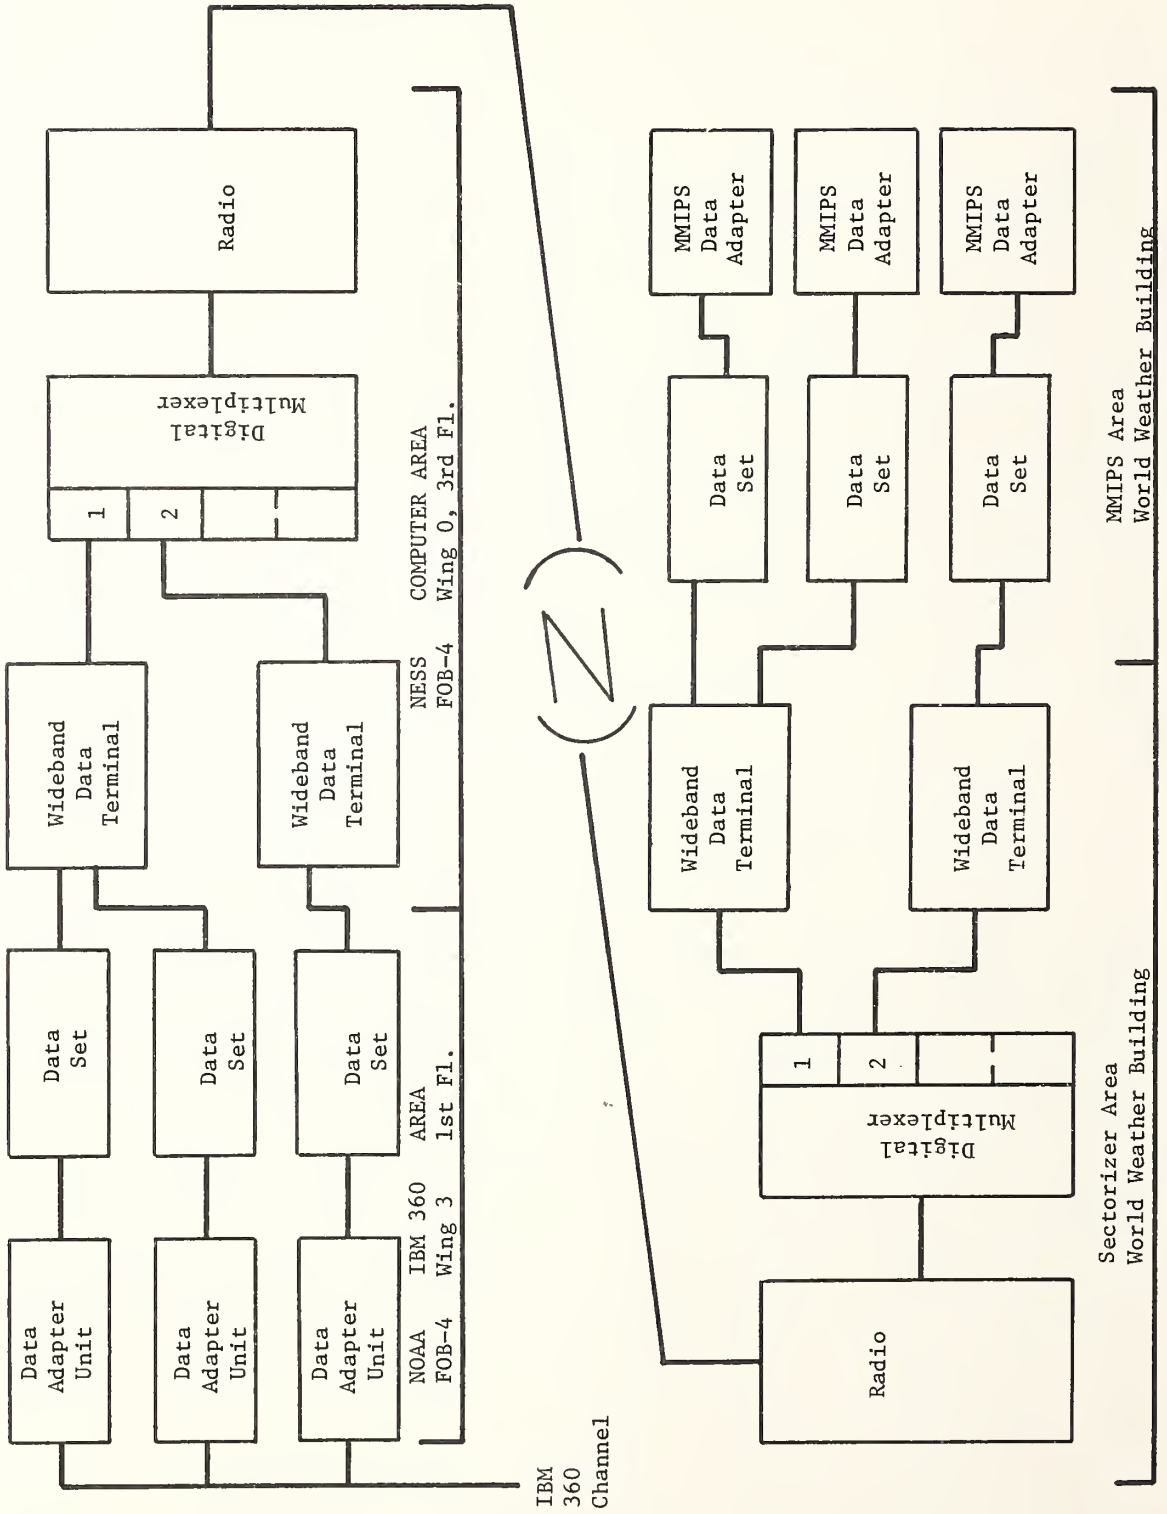 Data
Adapter
Unit
Data
Set
Wideband
Data
Terminal
1
2
Digital
Multiplexer
Radio
Data
Adapter
Unit
Data
Set
Data
Adapter
Unit
Data
Set
Wideband
Data
Terminal
NOAA IBM 360 AREA
FOB-4 Wing 3 1st Fl.
NESS COMPUTER AREA
FOB-4 Wing 0, 3rd Fl.
IBM
360
Channel
Radio
Digital
Multiplexer
1
2
Wideband
Data
Terminal
Data
Set
MMIPS
Data
Adapter
Data
Set
MMIPS
Data
Adapter
Wideband
Data
Terminal
Data
Set
MMIPS
Data
Adapter
Sectorizer Area
World Weather Building
MMIPS Area
World Weather Building